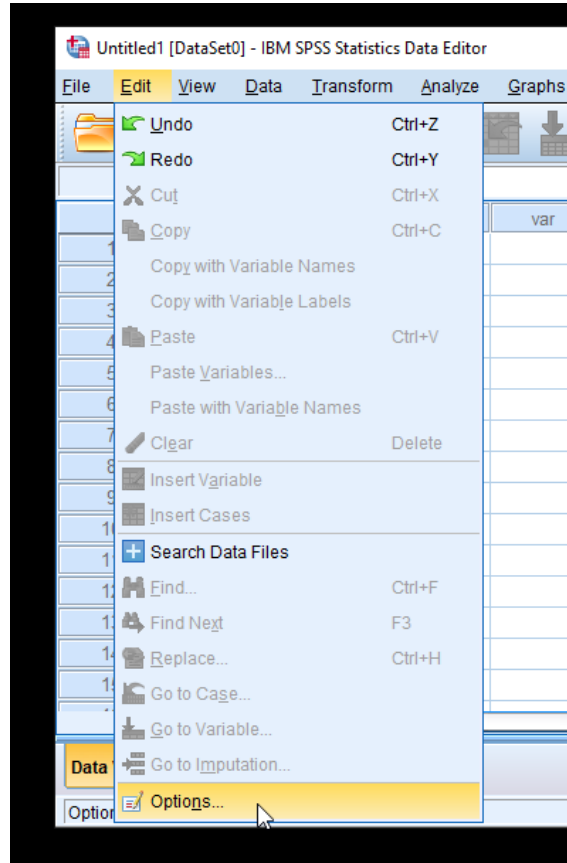 Untitled1 [DataSet0] - IBM SPSS Statistics Data Editor
File Edit View Data Transform Analyze Graphs
Undo Ctrl+Z
Redo Ctrl+Y
Cut Ctrl+X
Copy Ctrl+C
var
Copy with Variable Names
Copy with Variable Labels
Paste Ctrl+V
Paste Variables...
Paste with Variable Names
Clear Delete
Insert Variable
Insert Cases
Search Data Files
Find... Ctrl+F
Find Next F3
Replace... Ctrl+H
Go to Case...
Go to Variable...
Go to Imputation...
Data
Options...